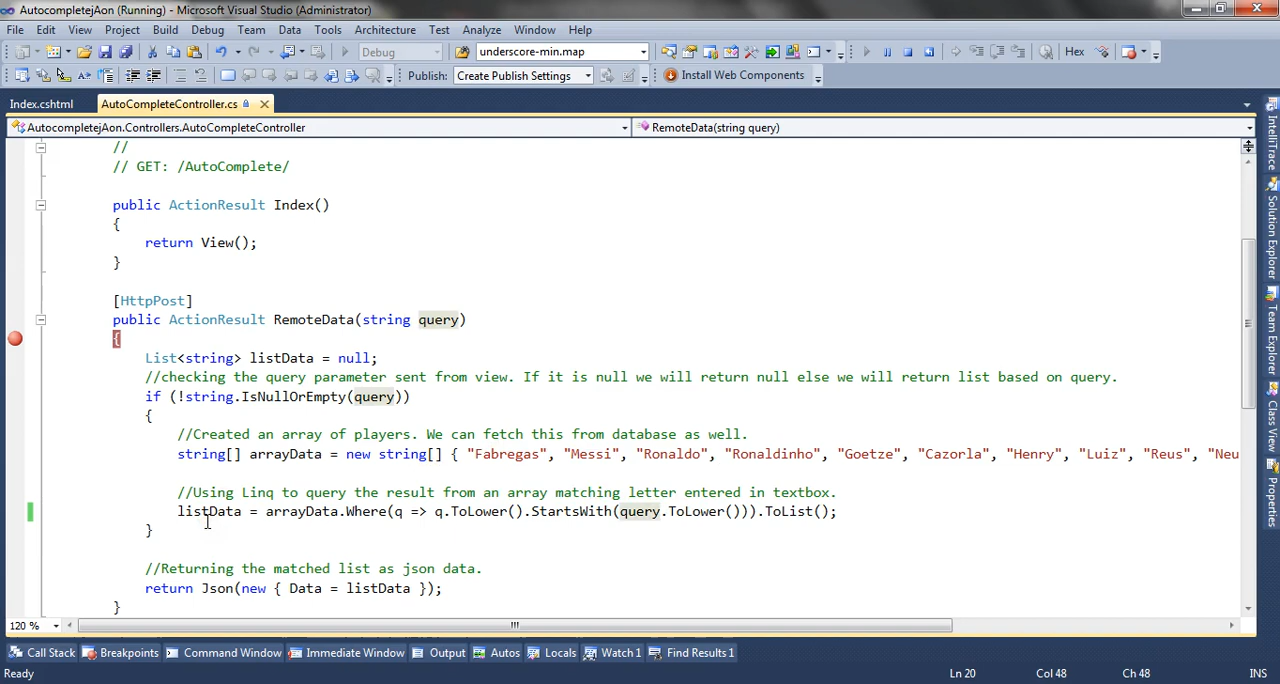 AutocompletejAon (Running) - Microsoft Visual Studio (Administrator)
File Edit View Project Build Debug Team Data Tools Architecture Test Analyze Window Help
Debug underscore-min.map Hex
Publish: Create Publish Settings Install Web Components
Index.cshtml AutoCompleteController.cs
AutocompletejAon.Controllers.AutoCompleteController RemoteData(string query)
//
// GET: /AutoComplete/
public ActionResult Index()
{
return View();
}
[HttpPost]
public ActionResult RemoteData(string query)
{
List<string> listData = null;
//checking the query parameter sent from view. If it is null we will return null else we will return list based on query.
if (!string.IsNullOrEmpty(query))
{
//Created an array of players. We can fetch this from database as well.
string[] arrayData = new string[] { "Fabregas", "Messi", "Ronaldo", "Ronaldinho", "Goetze", "Cazorla", "Henry", "Luiz", "Reus", "Neu
//Using Linq to query the result from an array matching letter entered in textbox.
listData = arrayData.Where(q => q.ToLower().StartsWith(query.ToLower())).ToList();
}
//Returning the matched list as json data.
return Json(new { Data = listData });
}
120 %
Call Stack Breakpoints Command Window Immediate Window Output Autos Locals Watch 1 Find Results 1
Ready Ln 20 Col 48 Ch 48 INS
IntelliTrace
Solution Explorer
Team Explorer
Class View
Properties